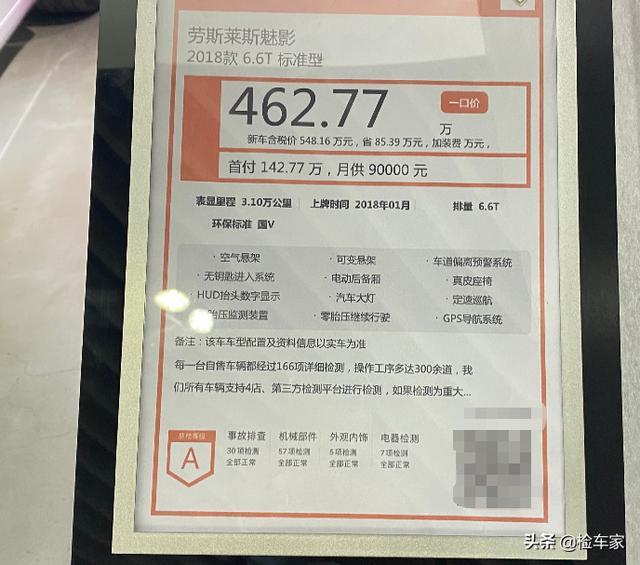 劳斯莱斯魅影
2018款 6.6T 标准型
462.77
万
一口价
新车含税价 548.16 万元，省 85.39 万元，加装费 万元，
首付 142.77 万，月供 90000 元
表显里程 3.10万公里 上牌时间 2018年01月 排量 6.6T
环保标准 国V
· 空气悬架 · 可变悬架 · 车道偏离预警系统
· 无钥匙进入系统 · 电动后备厢 · 真皮座椅
· HUD抬头数字显示 · 汽车大灯 · 定速巡航
胎压监测装置 · 零胎压继续行驶 · GPS导航系统
备注：该车车型配置及资料信息以实车为准
每一台自售车辆都经过166项详细检测，操作工序多达300余道，我
们所有车辆支持4店、第三方检测平台进行检测，如果检测为重大...
A
事故排查 机械部件 外观内饰 电器检测
30项检测 57项检测 5项检测 7项检测
全部正常 全部正常 全部正常 全部正常
头条 @检车家